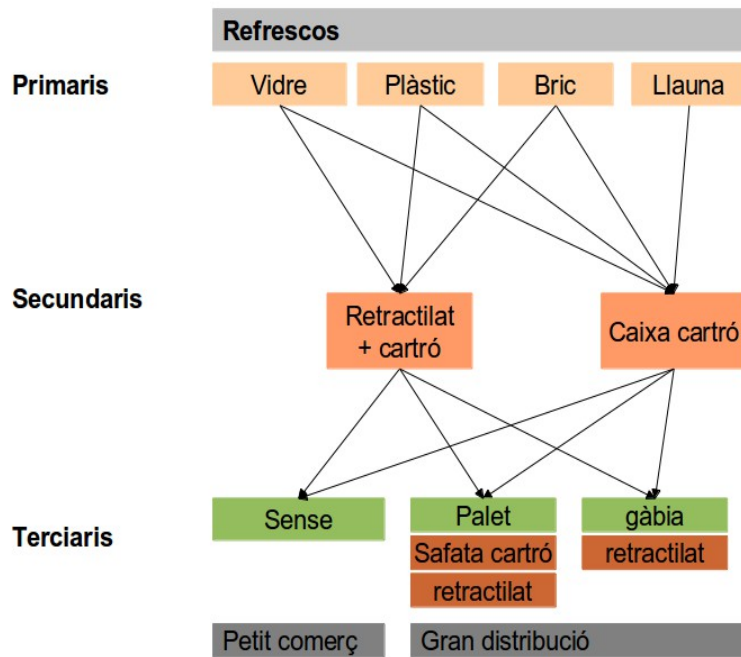 Refrescos
Primaris
Vidre
Plàstic
Bric
Llauna
Secundaris
Retractilat
+ cartró
Caixa cartró
Terciaris
Sense
Palet
gàbia
Safata cartró
retractilat
retractilat
Petit comerç
Gran distribució